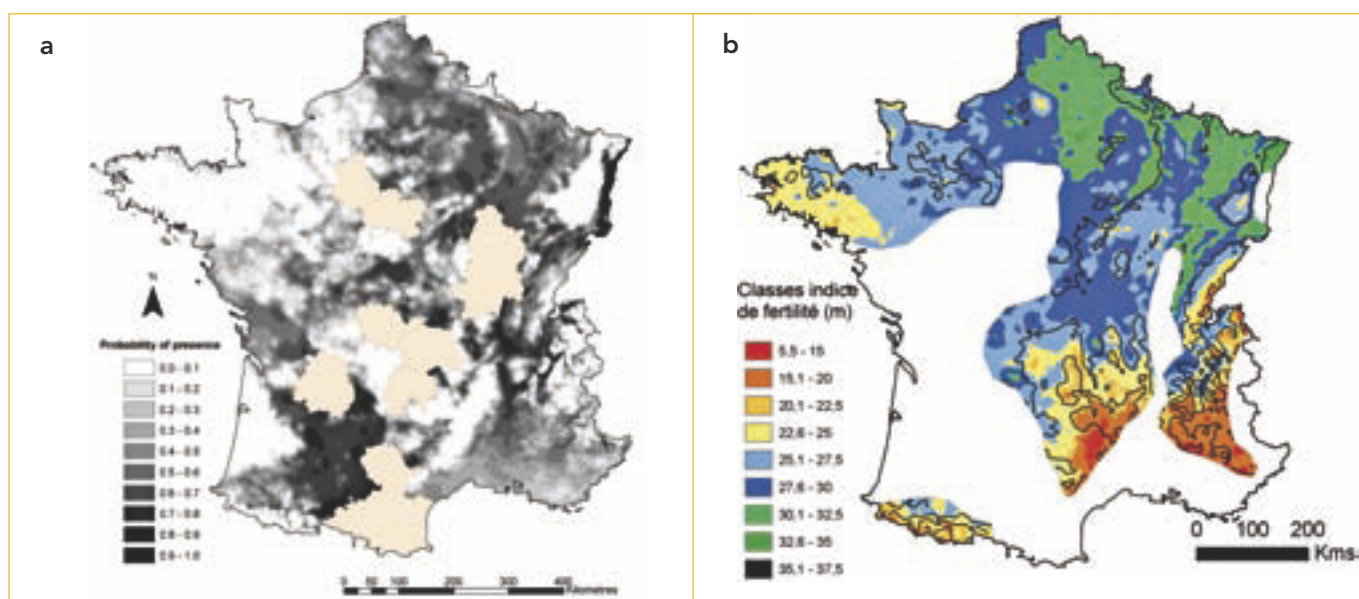 a
N
Probability of presence
0.0 - 0.1
0.1 - 0.2
0.2 - 0.3
0.3 - 0.4
0.4 - 0.5
0.5 - 0.6
0.6 - 0.7
0.7 - 0.8
0.8 - 0.9
0.9 - 1.0
0 50 100 200 300 400
Kilometres
b
Classes indice
de fertilité (m)
5.5 - 15
15,1 - 20
20,1 - 22,5
22,6 - 25
25,1 - 27,5
27,6 - 30
30,1 - 32,5
32,6 - 35
35,1 - 37,5
0 100 200
Kms